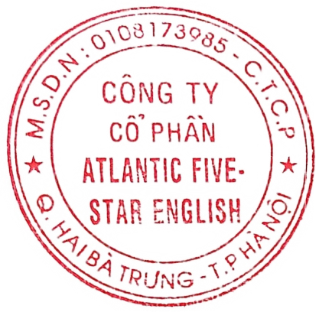 M.S.D.N: 0108173985 - C.T.C.P
CÔNG TY
CỔ PHẦN
ATLANTIC FIVE-
STAR ENGLISH
Q. HAI BÀ TRƯNG - T.P HÀ NỘI